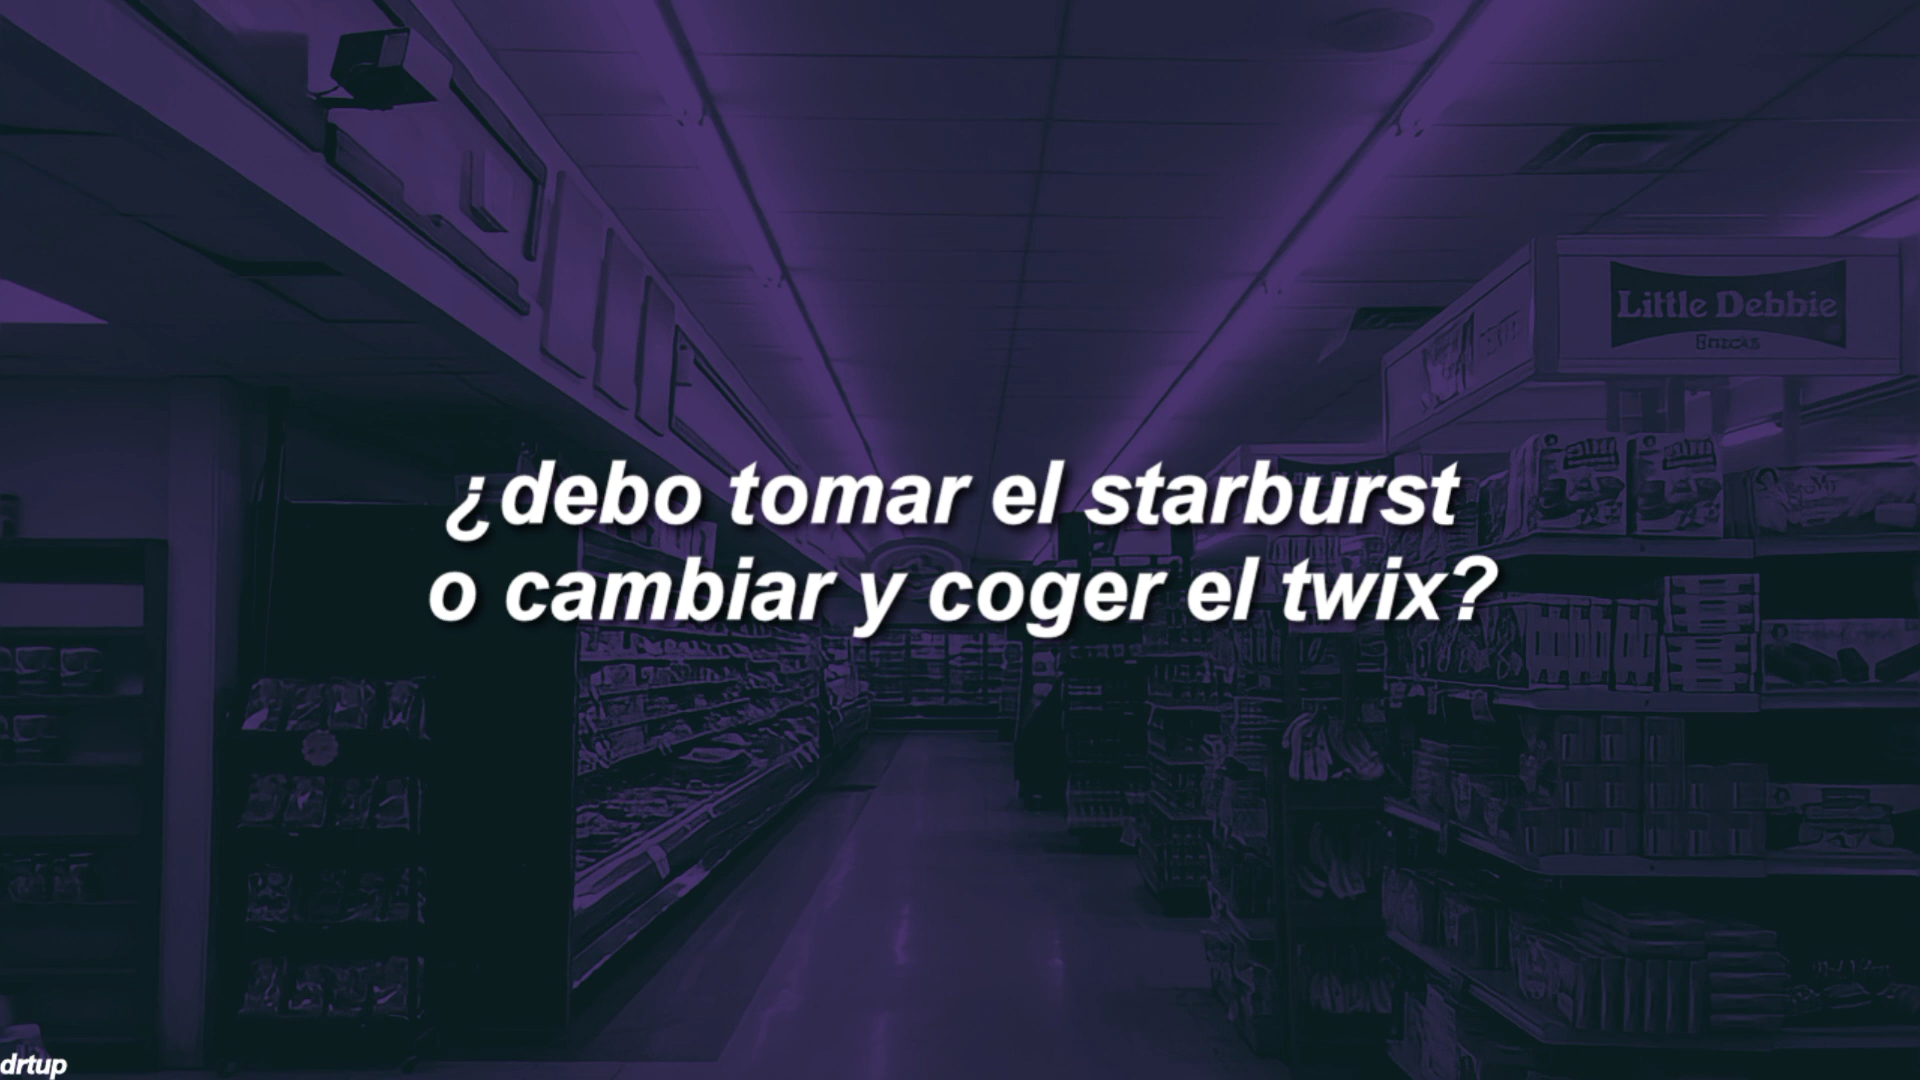 Little Debbie
¿debo tomar el starburst
o cambiar y coger el twix?
drtup